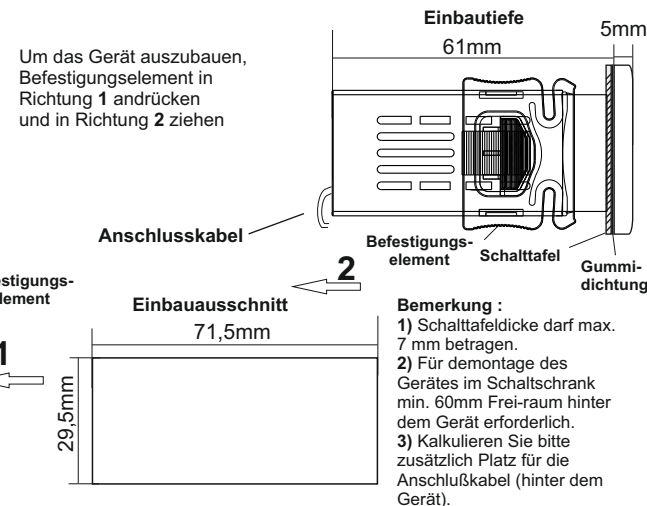 Einbautiefe
61mm
5mm
Um das Gerät auszubauen,
Befestigungselement in
Richtung 1 andrücken
und in Richtung 2 ziehen
Anschlusskabel
Befestigungs-
element
Schalttafel
Gummi-
dichtung
estigungs-
lement
2
1
Einbauausschnitt
71,5mm
29,5mm
Bemerkung :
1) Schalttafeldicke darf max.
7 mm betragen.
2) Für demontage des
Gerätes im Schaltschrank
min. 60mm Frei-raum hinter
dem Gerät erforderlich.
3) Kalkulieren Sie bitte
zusätzlich Platz für die
Anschlußkabel (hinter dem
Gerät).